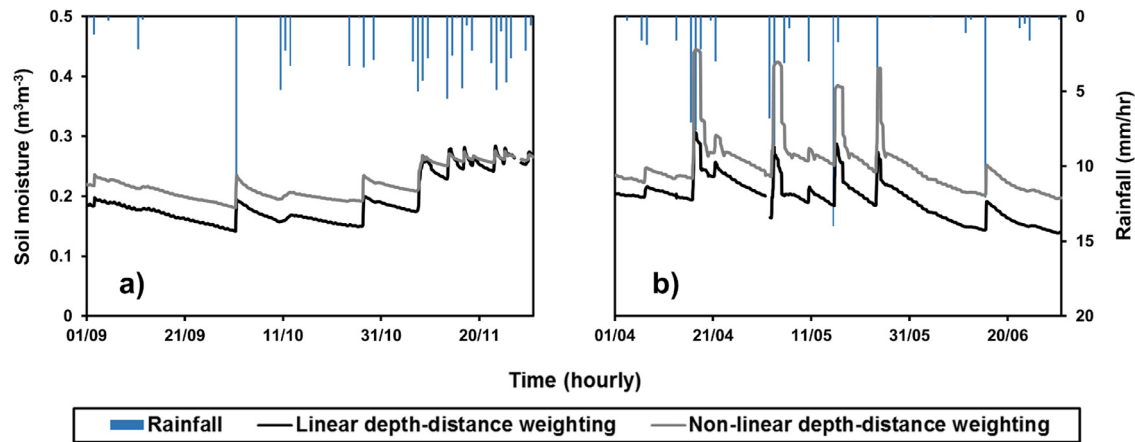 0.5
0.4
0.3
0.2
0.1
0
Soil moisture (m³m⁻³)
a)
01/09 21/09 11/10 31/10 20/11
b)
01/04 21/04 11/05 31/05 20/06
0
5
10
15
20
Rainfall (mm/hr)
Time (hourly)
Rainfall Linear depth-distance weighting Non-linear depth-distance weighting